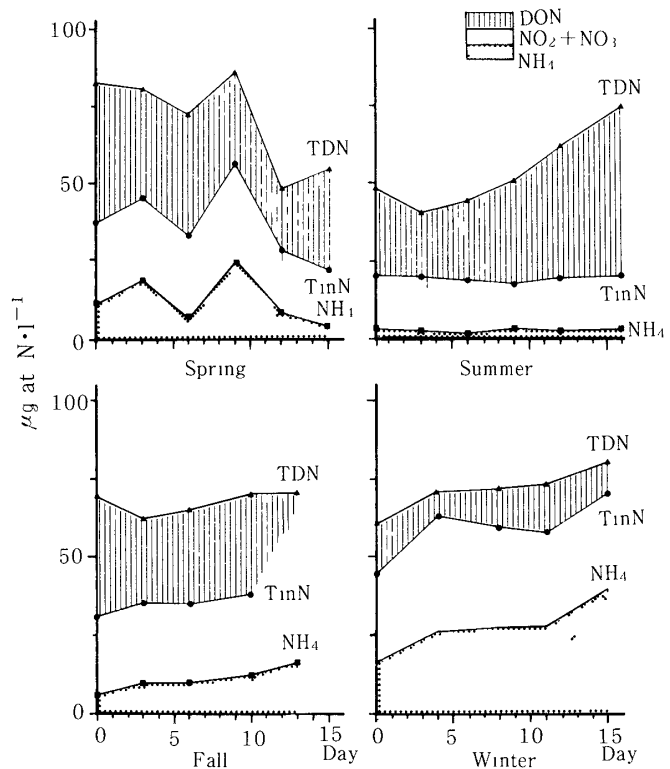 DON
NO₂+NO₃
NH₄
100
50
0
µg at N·l⁻¹
TDN
TinN
NH₄
Spring
TDN
TinN
NH₄
Summer
100
50
0
TDN
TinN
NH₄
0 5 10 15 Day
Fall
TDN
TinN
NH₄
0 5 10 15 Day
Winter